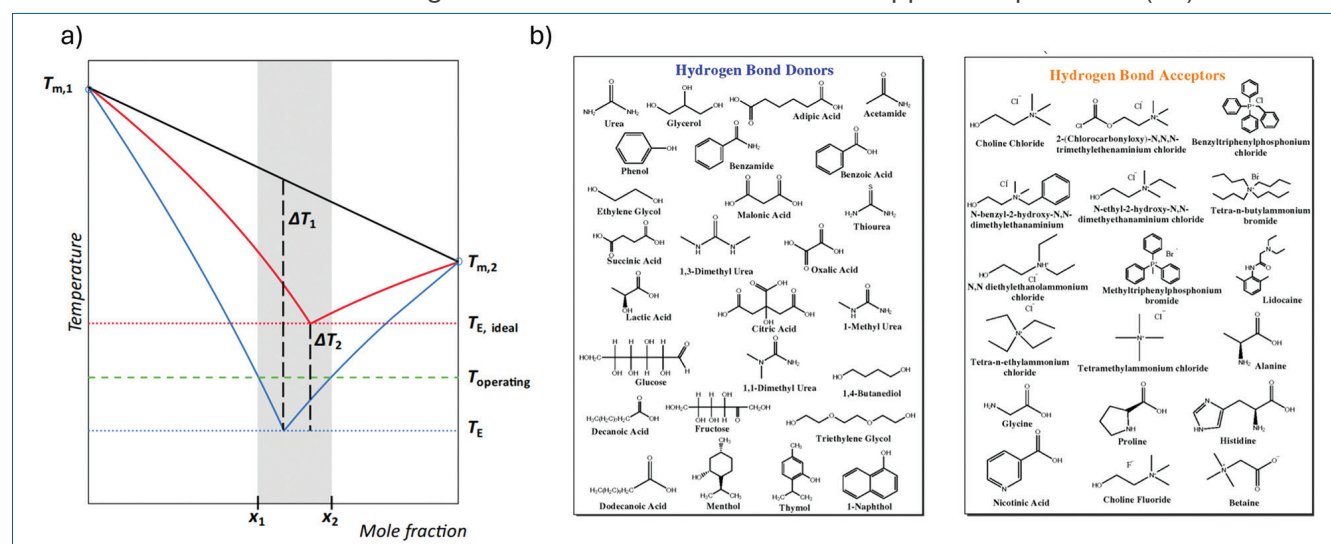 a)
b)
T_m,1
ΔT_1
T_m,2
T_E, ideal
ΔT_2
T_operating
T_E
Temperature
x_1
x_2
Mole fraction
Hydrogen Bond Donors
Urea
Glycerol
Adipic Acid
Acetamide
Phenol
Benzamide
Benzoic Acid
Ethylene Glycol
Malonic Acid
Thiourea
Succinic Acid
1,3-Dimethyl Urea
Oxalic Acid
Lactic Acid
Citric Acid
1-Methyl Urea
Glucose
1,1-Dimethyl Urea
1,4-Butanediol
Decanoic Acid
Fructose
Triethylene Glycol
Dodecanoic Acid
Menthol
Thymol
1-Naphthol
Hydrogen Bond Acceptors
Choline Chloride
2-(Chlorocarbonyloxy)-N,N,N-
trimethylethenaminium chloride
Benzyltriphenylphosphonium
chloride
N-benzyl-2-hydroxy-N,N-
dimethylethanaminium
N-ethyl-2-hydroxy-N,N-
dimethyethanaminium chloride
Tetra-n-butylammonium
bromide
N,N diethylethanolammonium
chloride
Methyltriphenylphosphonium
bromide
Lidocaine
Tetra-n-ethylammonium
chloride
Tetramethylammonium chloride
Alanine
Glycine
Proline
Histidine
Nicotinic Acid
Choline Fluoride
Betaine